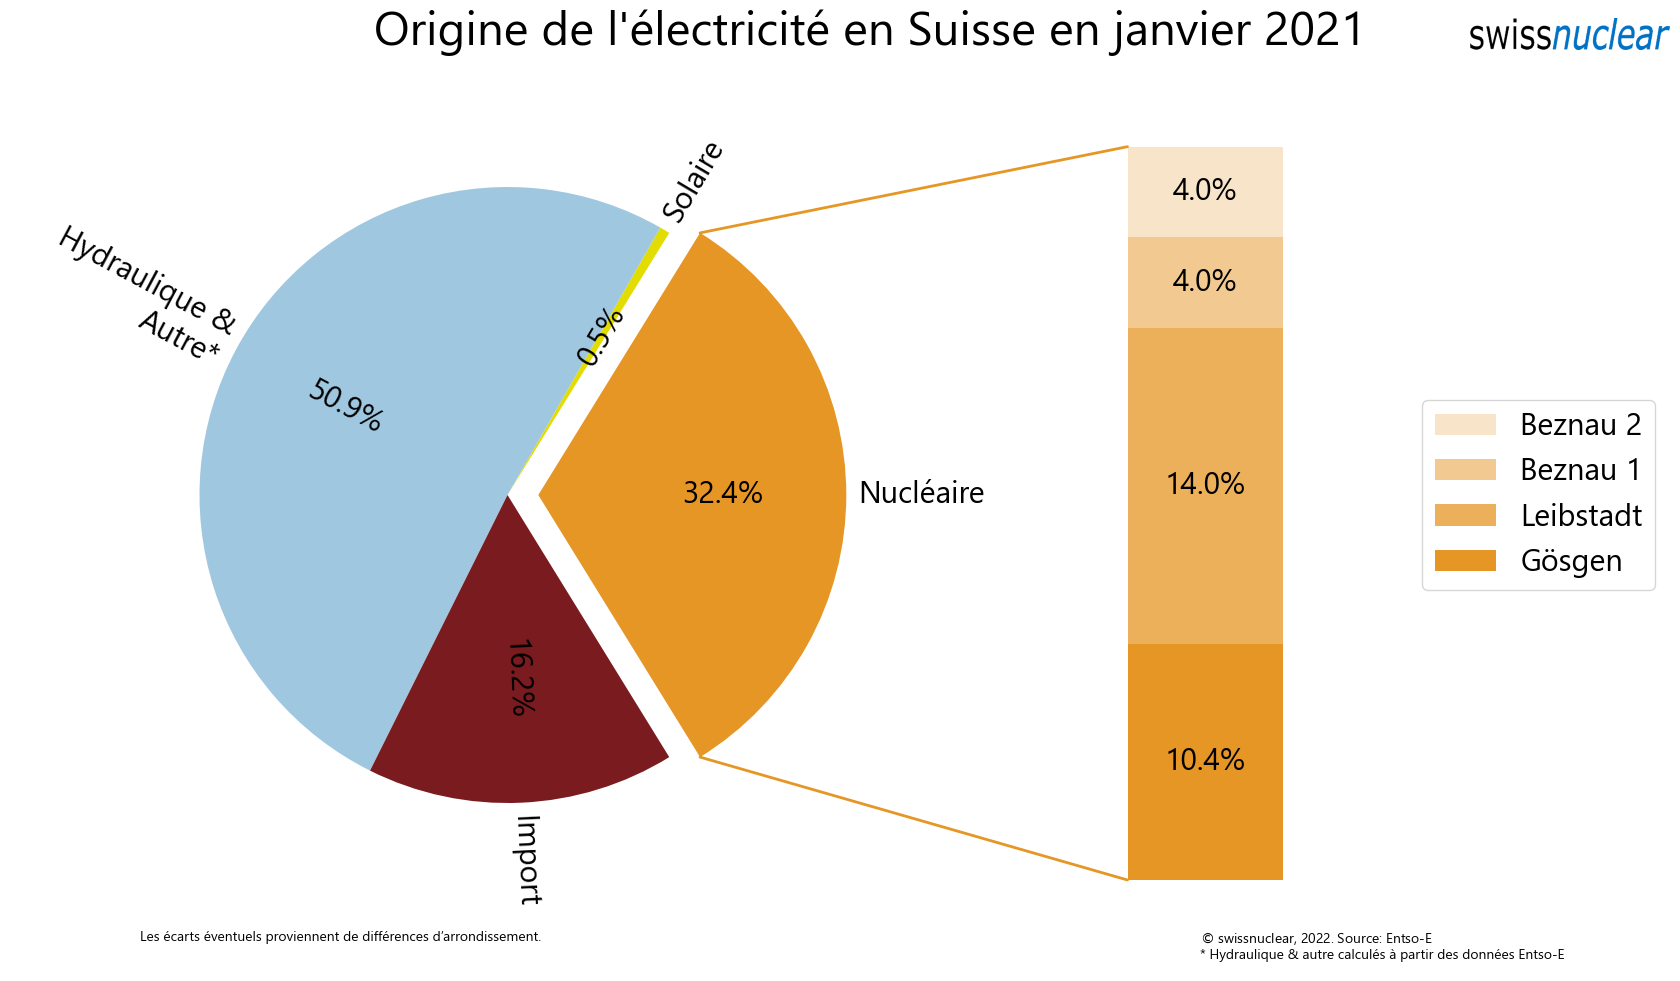 Origine de l'électricité en Suisse en janvier 2021
swissnuclear
Solaire
0.5%
Hydraulique &
Autre*
50.9%
32.4%
Nucléaire
16.2%
Import
4.0%
4.0%
14.0%
10.4%
Beznau 2
Beznau 1
Leibstadt
Gösgen
Les écarts éventuels proviennent de différences d’arrondissement.
© swissnuclear, 2022. Source: Entso-E
* Hydraulique & autre calculés à partir des données Entso-E